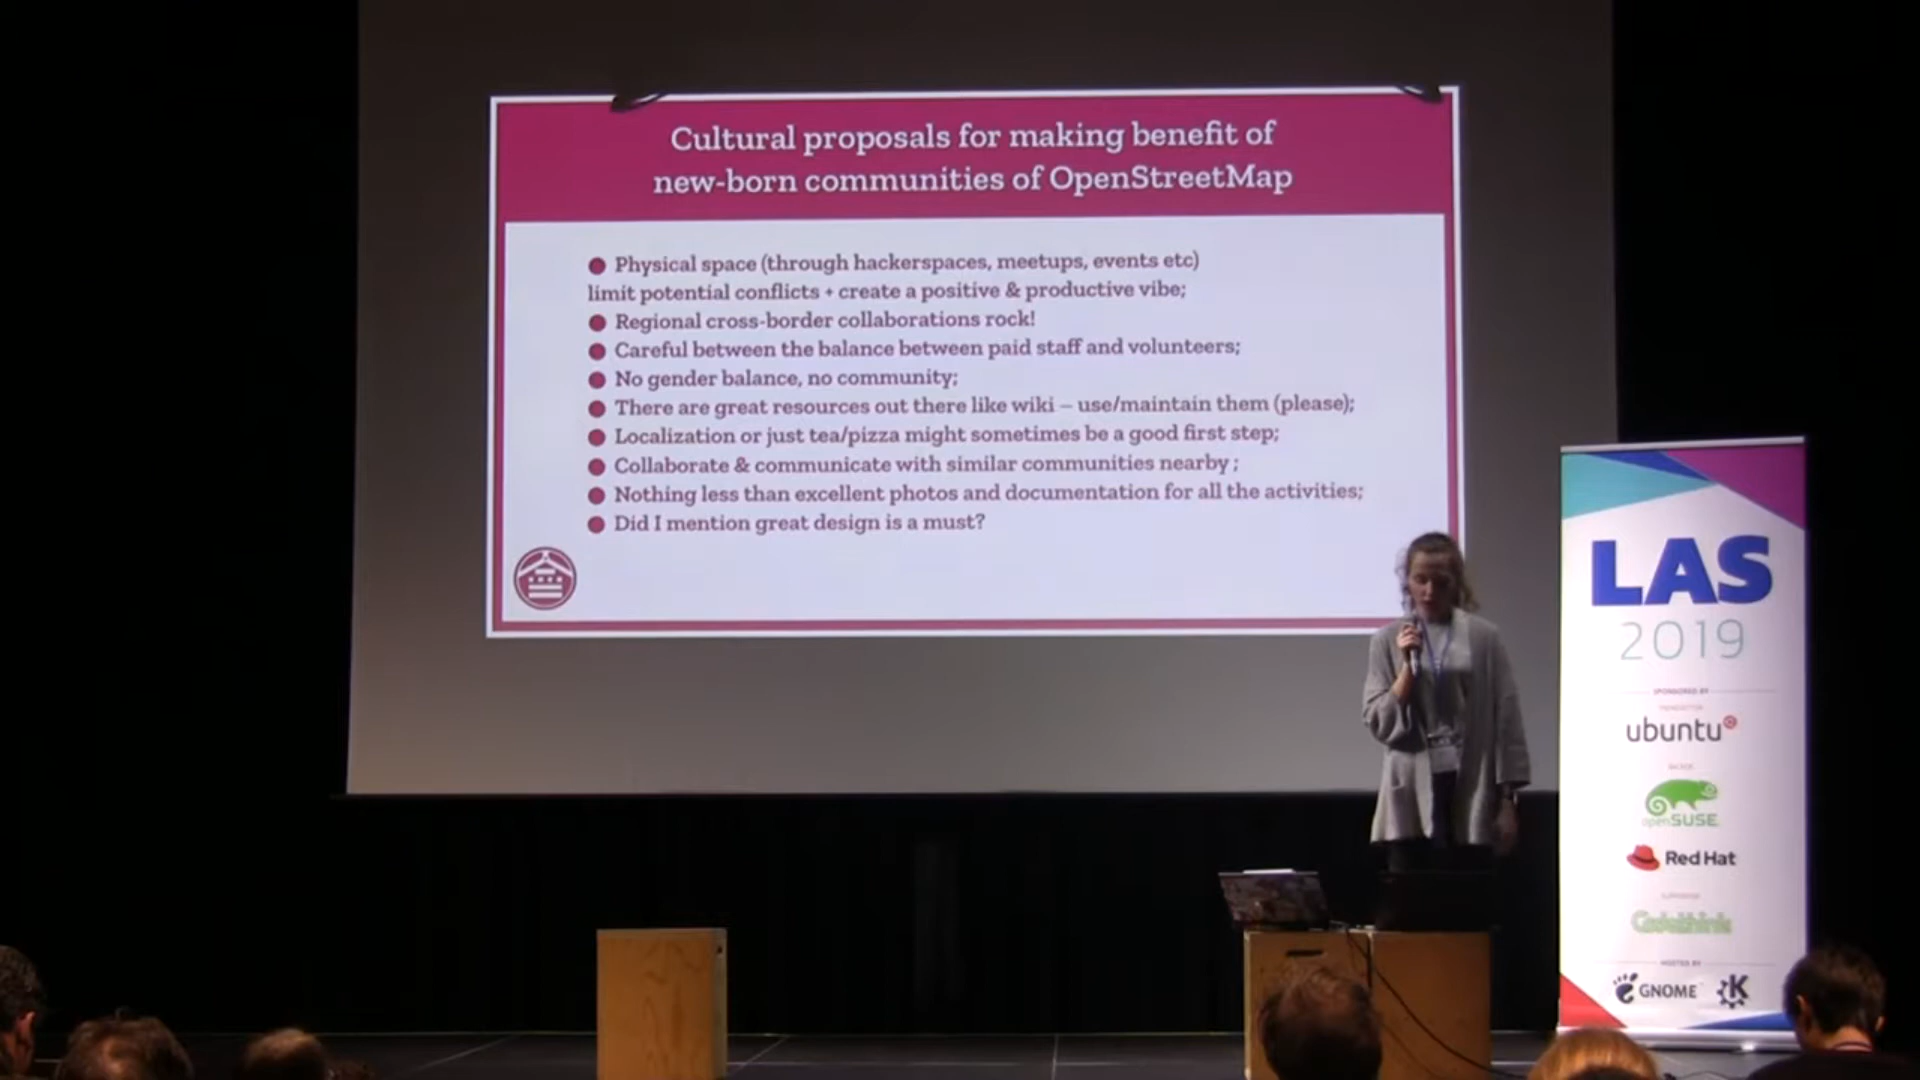 Cultural proposals for making benefit of
new-born communities of OpenStreetMap
● Physical space (through hackerspaces, meetups, events etc)
limit potential conflicts + create a positive & productive vibe;
● Regional cross-border collaborations rock!
● Careful between the balance between paid staff and volunteers;
● No gender balance, no community;
● There are great resources out there like wiki – use/maintain them (please);
● Localization or just tea/pizza might sometimes be a good first step;
● Collaborate & communicate with similar communities nearby ;
● Nothing less than excellent photos and documentation for all the activities;
● Did I mention great design is a must?
LAS
2019
SPONSORED BY
ubuntu
openSUSE
Red Hat
Codethink
HOSTED BY
GNOME
K